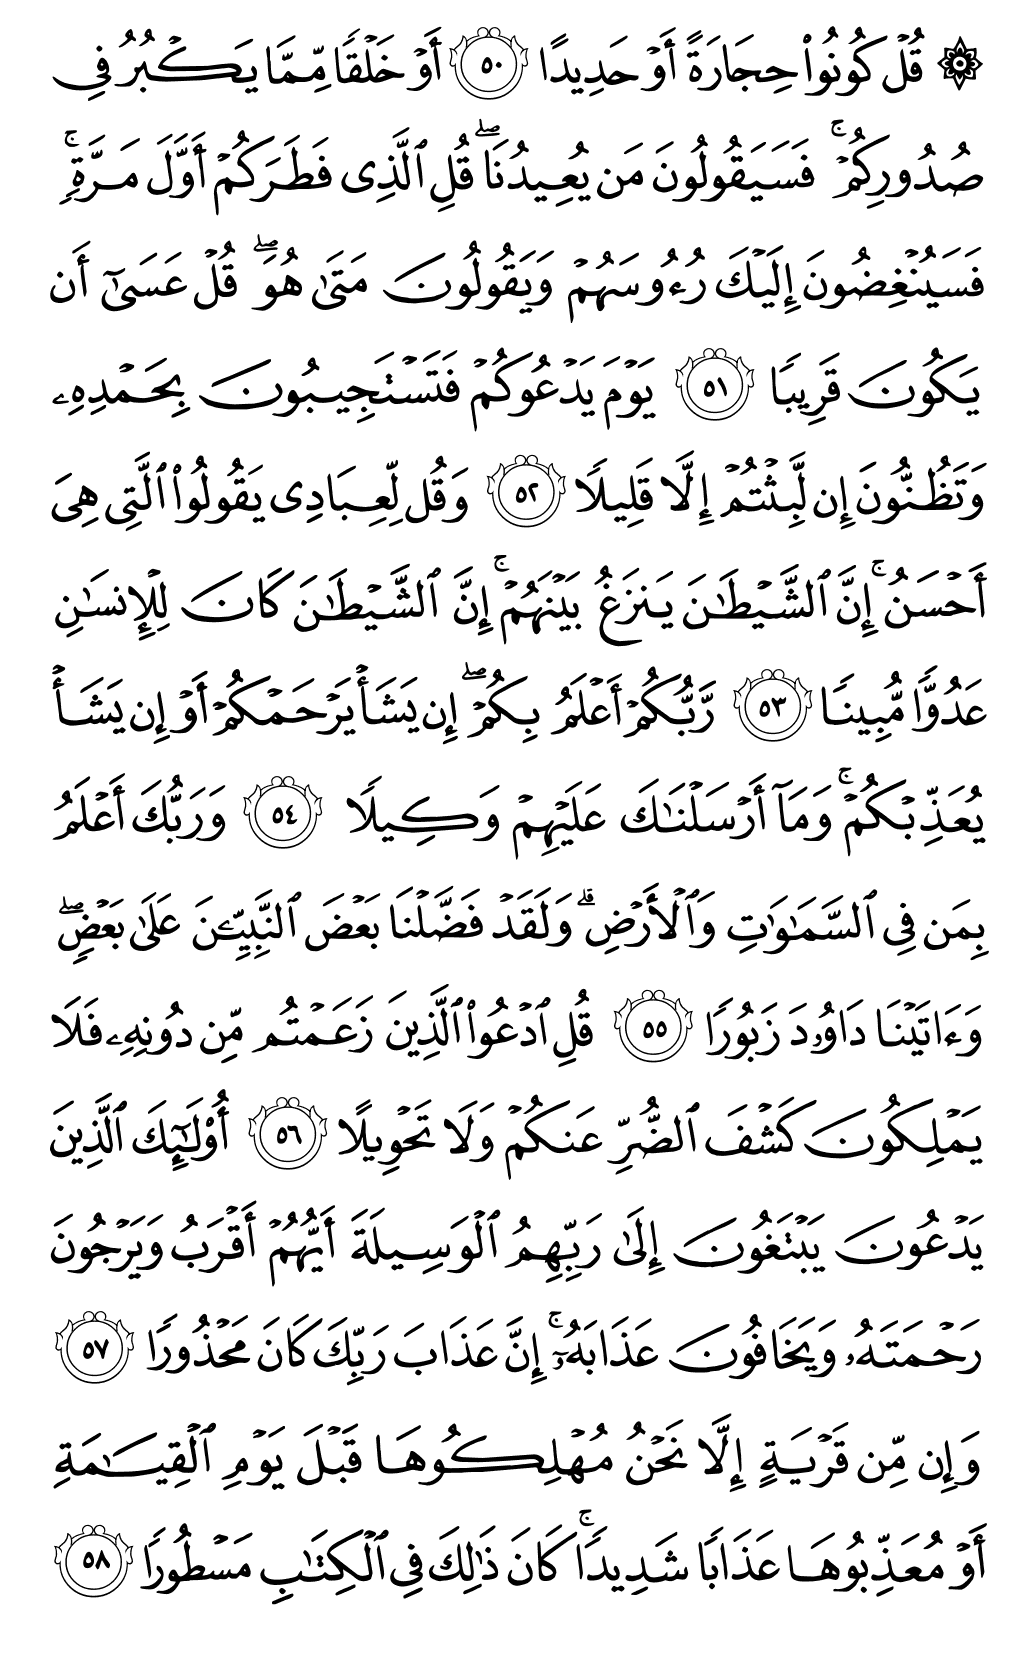 ۞ قُلۡ كُونُواْ حِجَارَةً أَوۡ حَدِيدًا ٥٠ أَوۡ خَلۡقًا مِّمَّا يَكۡبُرُ فِي
صُدُورِكُمۡۚ فَسَيَقُولُونَ مَن يُعِيدُنَاۖ قُلِ ٱلَّذِي فَطَرَكُمۡ أَوَّلَ مَرَّةٖۚ
فَسَيُنۡغِضُونَ إِلَيۡكَ رُءُوسَهُمۡ وَيَقُولُونَ مَتَىٰ هُوَۖ قُلۡ عَسَىٰٓ أَن
يَكُونَ قَرِيبًا ٥١ يَوۡمَ يَدۡعُوكُمۡ فَتَسۡتَجِيبُونَ بِحَمۡدِهِۦ
وَتَظُنُّونَ إِن لَّبِثۡتُمۡ إِلَّا قَلِيلًا ٥٢ وَقُل لِّعِبَادِي يَقُولُواْ ٱلَّتِي هِيَ
أَحۡسَنُۚ إِنَّ ٱلشَّيۡطَٰنَ يَنزَغُ بَيۡنَهُمۡۚ إِنَّ ٱلشَّيۡطَٰنَ كَانَ لِلۡإِنسَٰنِ
عَدُوًّا مُّبِينًا ٥٣ رَّبُّكُمۡ أَعۡلَمُ بِكُمۡۖ إِن يَشَأۡ يَرۡحَمۡكُمۡ أَوۡ إِن يَشَأۡ
يُعَذِّبۡكُمۡۚ وَمَآ أَرۡسَلۡنَٰكَ عَلَيۡهِمۡ وَكِيلًا ٥٤ وَرَبُّكَ أَعۡلَمُ
بِمَن فِي ٱلسَّمَٰوَٰتِ وَٱلۡأَرۡضِۗ وَلَقَدۡ فَضَّلۡنَا بَعۡضَ ٱلنَّبِيِّـۧنَ عَلَىٰ بَعۡضٖۖ
وَءَاتَيۡنَا دَاوُۥدَ زَبُورًا ٥٥ قُلِ ٱدۡعُواْ ٱلَّذِينَ زَعَمۡتُم مِّن دُونِهِۦ فَلَا
يَمۡلِكُونَ كَشۡفَ ٱلضُّرِّ عَنكُمۡ وَلَا تَحۡوِيلًا ٥٦ أُوْلَٰٓئِكَ ٱلَّذِينَ
يَدۡعُونَ يَبۡتَغُونَ إِلَىٰ رَبِّهِمُ ٱلۡوَسِيلَةَ أَيُّهُمۡ أَقۡرَبُ وَيَرۡجُونَ
رَحۡمَتَهُۥ وَيَخَافُونَ عَذَابَهُۥٓۚ إِنَّ عَذَابَ رَبِّكَ كَانَ مَحۡذُورًا ٥٧
وَإِن مِّن قَرۡيَةٍ إِلَّا نَحۡنُ مُهۡلِكُوهَا قَبۡلَ يَوۡمِ ٱلۡقِيَٰمَةِ
أَوۡ مُعَذِّبُوهَا عَذَابًا شَدِيدًاۚ كَانَ ذَٰلِكَ فِي ٱلۡكِتَٰبِ مَسۡطُورًا ٥٨